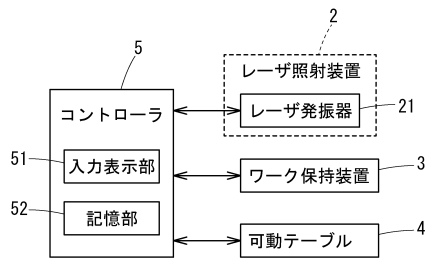 2
5
レーザ照射装置
コントローラ
レーザ発振器
21
51
入力表示部
ワーク保持装置
3
52
記憶部
可動テーブル
4